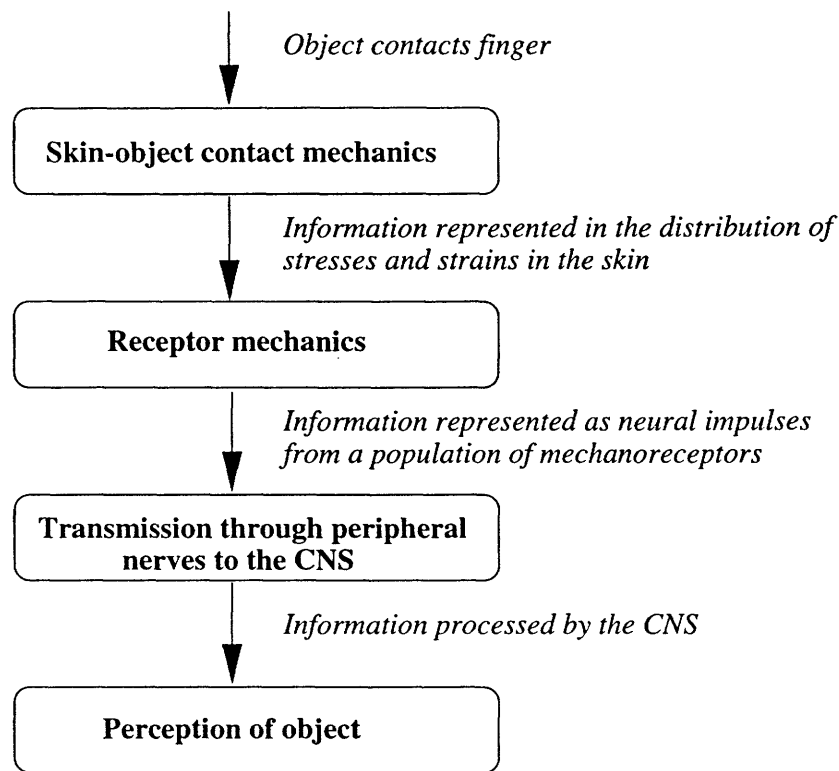 Object contacts finger
Skin-object contact mechanics
Information represented in the distribution of
stresses and strains in the skin
Receptor mechanics
Information represented as neural impulses
from a population of mechanoreceptors
Transmission through peripheral
nerves to the CNS
Information processed by the CNS
Perception of object